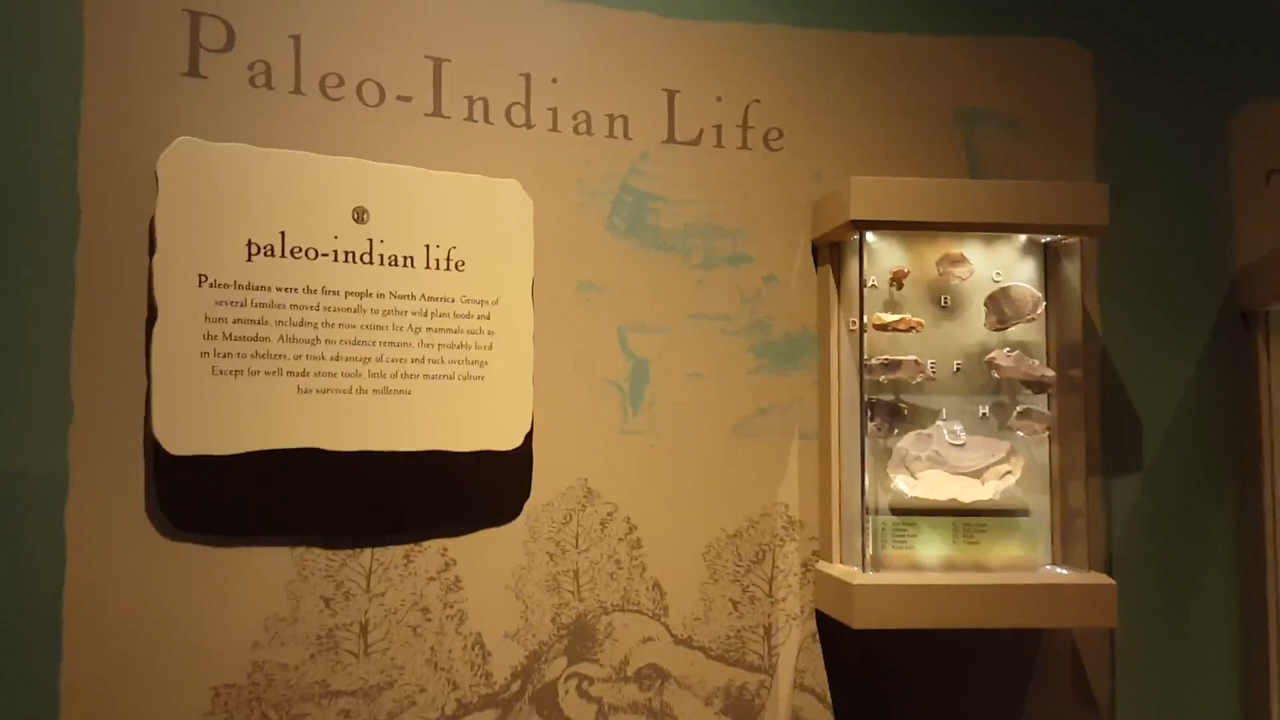 Paleo-Indian Life
paleo-indian life
Paleo-Indians were the first people in North America. Groups of
several families moved seasonally to gather wild plant foods and
hunt animals, including the now extinct Ice Age mammals such as
the Mastodon. Although no evidence remains, they probably lived
in lean-to shelters, or took advantage of caves and rock overhangs
Except for well made stone tools, little of their material culture
has survived the millennia
A
B
C
D
E F
I H